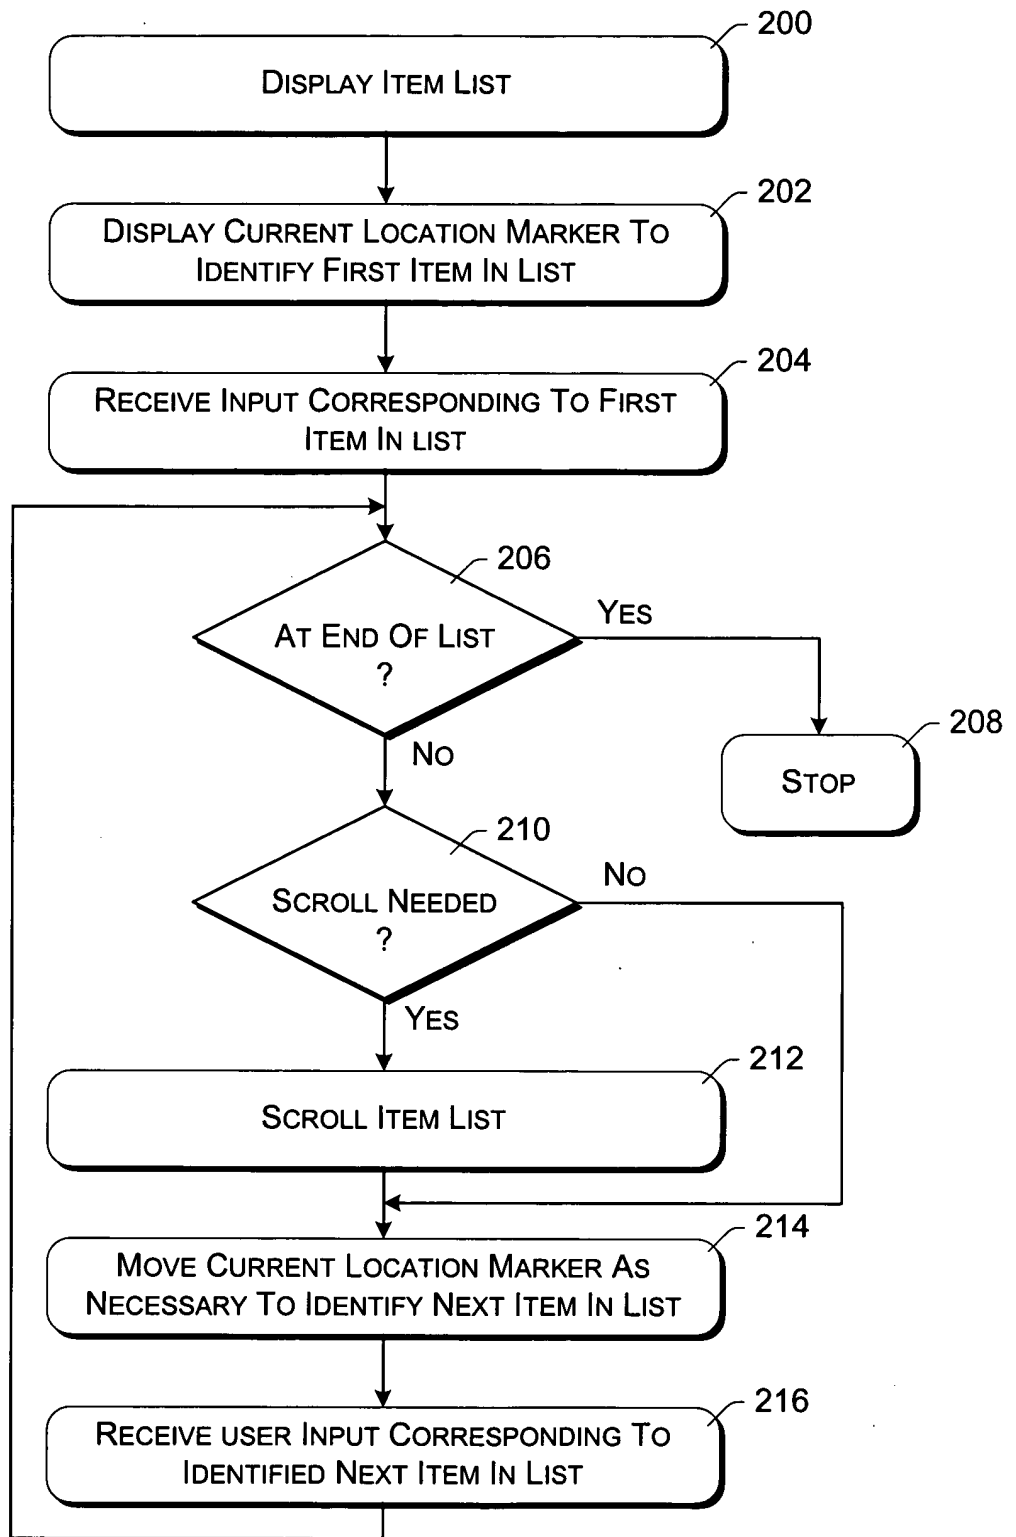 200
DISPLAY ITEM LIST
202
DISPLAY CURRENT LOCATION MARKER TO
IDENTIFY FIRST ITEM IN LIST
204
RECEIVE INPUT CORRESPONDING TO FIRST
ITEM IN LIST
206
AT END OF LIST
?
YES
NO
208
STOP
210
SCROLL NEEDED
?
NO
YES
212
SCROLL ITEM LIST
214
MOVE CURRENT LOCATION MARKER AS
NECESSARY TO IDENTIFY NEXT ITEM IN LIST
216
RECEIVE USER INPUT CORRESPONDING TO
IDENTIFIED NEXT ITEM IN LIST